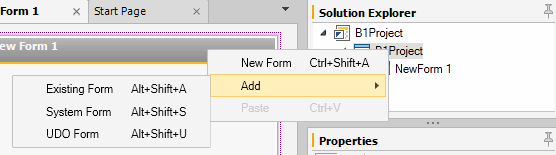 Form 1
Start Page
Solution Explorer
New Form 1
B1Project
B1Project
New Form Ctrl+Shift+A
NewForm 1
Existing Form Alt+Shift+A
Add
System Form Alt+Shift+S
Paste Ctrl+V
UDO Form Alt+Shift+U
Properties